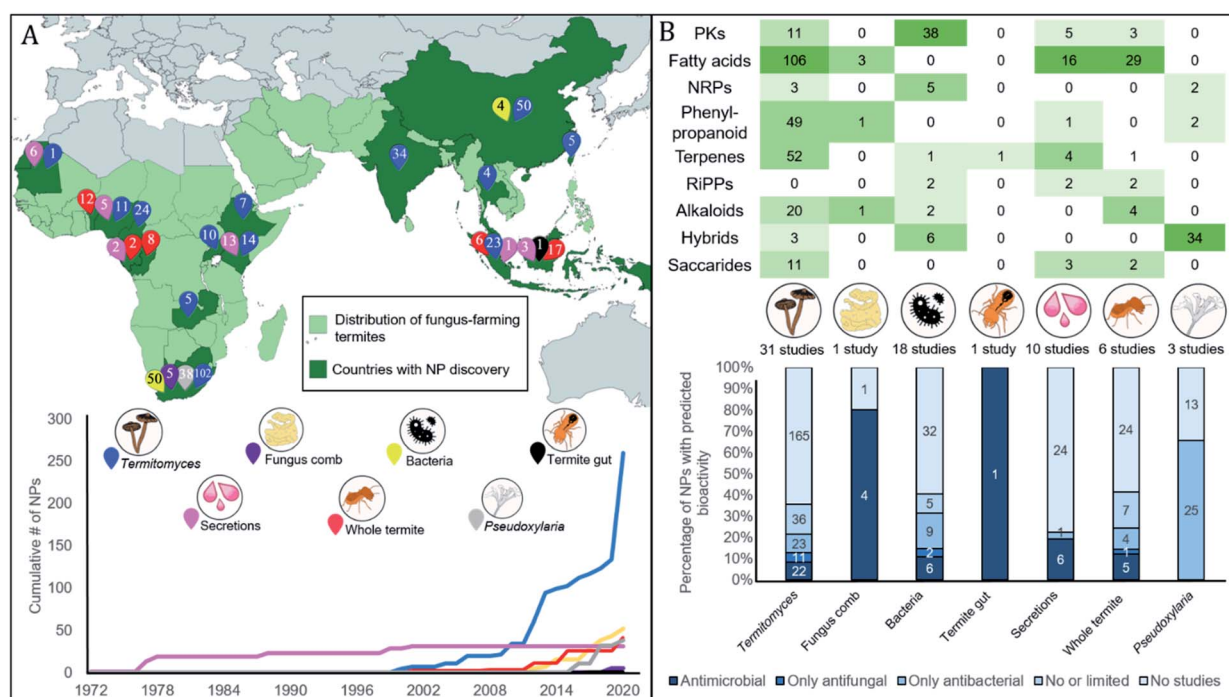 A
6
1
12
5
11
24
2
2
8
7
10
13
14
5
50
5
38
102
34
4
50
5
4
6
23
1
3
1
17
Distribution of fungus-farming
termites
Countries with NP discovery
300
250
200
150
100
50
0
Cumulative # of NPs
Termitomyces
Fungus comb
Bacteria
Termite gut
Secretions
Whole termite
Pseudoxylaria
1972 1978 1984 1990 1996 2002 2008 2014 2020
B
PKs 11 0 38 0 5 3 0
Fatty acids 106 3 0 0 16 29 0
NRPs 3 0 5 0 0 0 2
Phenyl-
propanoid 49 1 0 0 1 0 2
Terpenes 52 0 1 1 4 1 0
RiPPs 0 0 2 0 2 2 0
Alkaloids 20 1 2 0 0 4 0
Hybrids 3 0 6 0 0 0 34
Saccarides 11 0 0 0 3 2 0
31 studies 1 study 18 studies 1 study 10 studies 6 studies 3 studies
Percentage of NPs with predicted
bioactivity
100%
90%
80%
70%
60%
50%
40%
30%
20%
10%
0%
165
36
23
11
22
1
4
32
5
9
2
6
1
24
1
6
24
7
4
1
5
13
25
Termitomyces
Fungus comb
Bacteria
Termite gut
Secretions
Whole termite
Pseudoxylaria
Antimicrobial Only antifungal Only antibacterial No or limited No studies